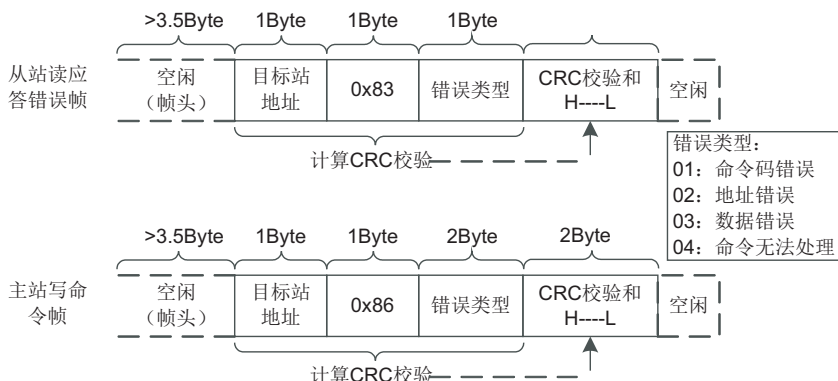 >3.5Byte 1Byte 1Byte 1Byte
从站读应
答错误帧
空闲
（帧头）
目标站
地址
0x83
错误类型
CRC校验和
H----L
空闲
计算CRC校验
错误类型：
01：命令码错误
02：地址错误
03：数据错误
04：命令无法处理
>3.5Byte 1Byte 1Byte 2Byte 2Byte
主站写命
令帧
空闲
（帧头）
目标站
地址
0x86
错误类型
CRC校验和
H----L
空闲
计算CRC校验